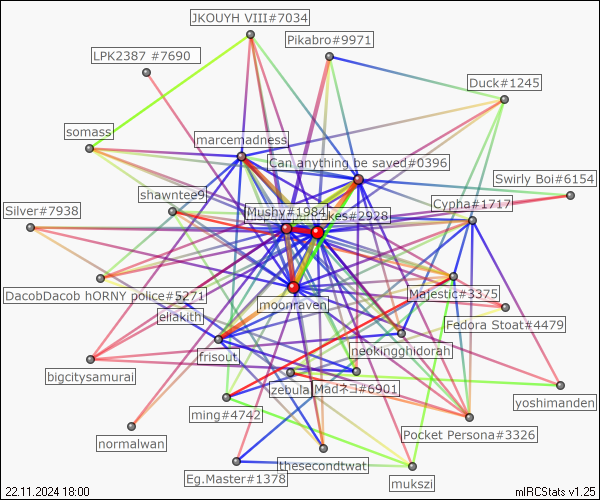 JKOUYH VIII#7034
Pikabro#9971
LPK2387 #7690
Duck#1245
somass
marcemadness
Can anything be saved#0396
Swirly Boi#6154
shawntee9
Cypha#1717
Silver#7938
Mushy#1984
kes#2928
DacobDacob hORNY police#5271
moonraven
Majestic#3375
eliakith
Fedora Stoat#4479
frisout
neokingghidorah
bigcitysamurai
zebula
Madネコ#6901
yoshimanden
ming#4742
normalwan
Pocket Persona#3326
thesecondtwat
Eg.Master#1378
mukszi
22.11.2024 18:00
mIRCStats v1.25